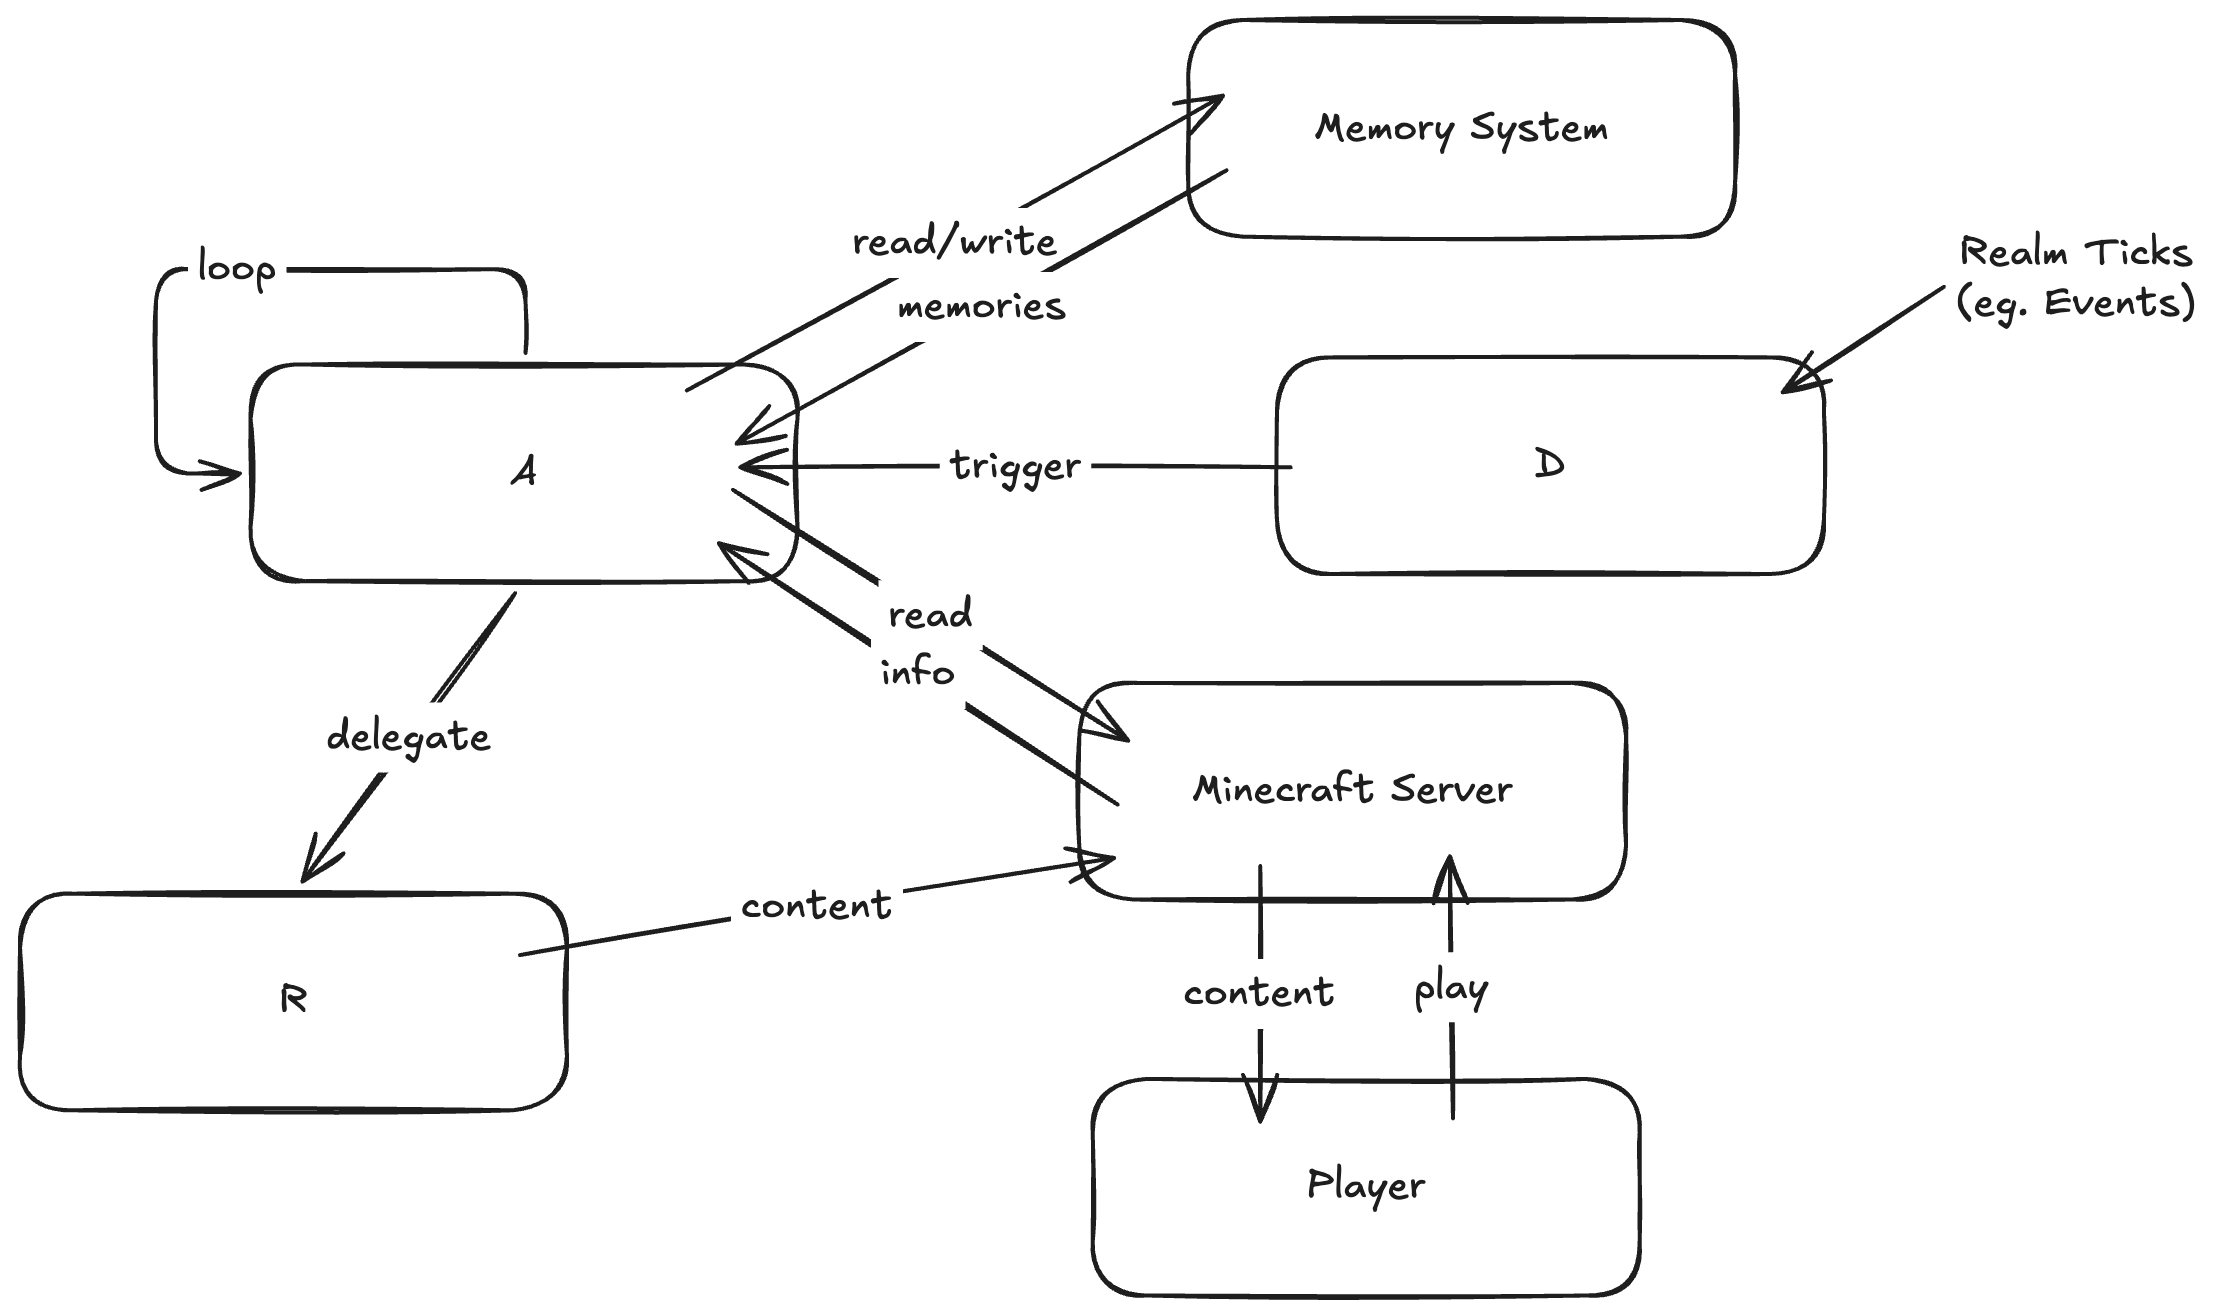 Memory System
read/write
memories
Realm Ticks
(eg. Events)
loop
A
trigger
D
read
info
delegate
Minecraft Server
content
R
content
play
Player